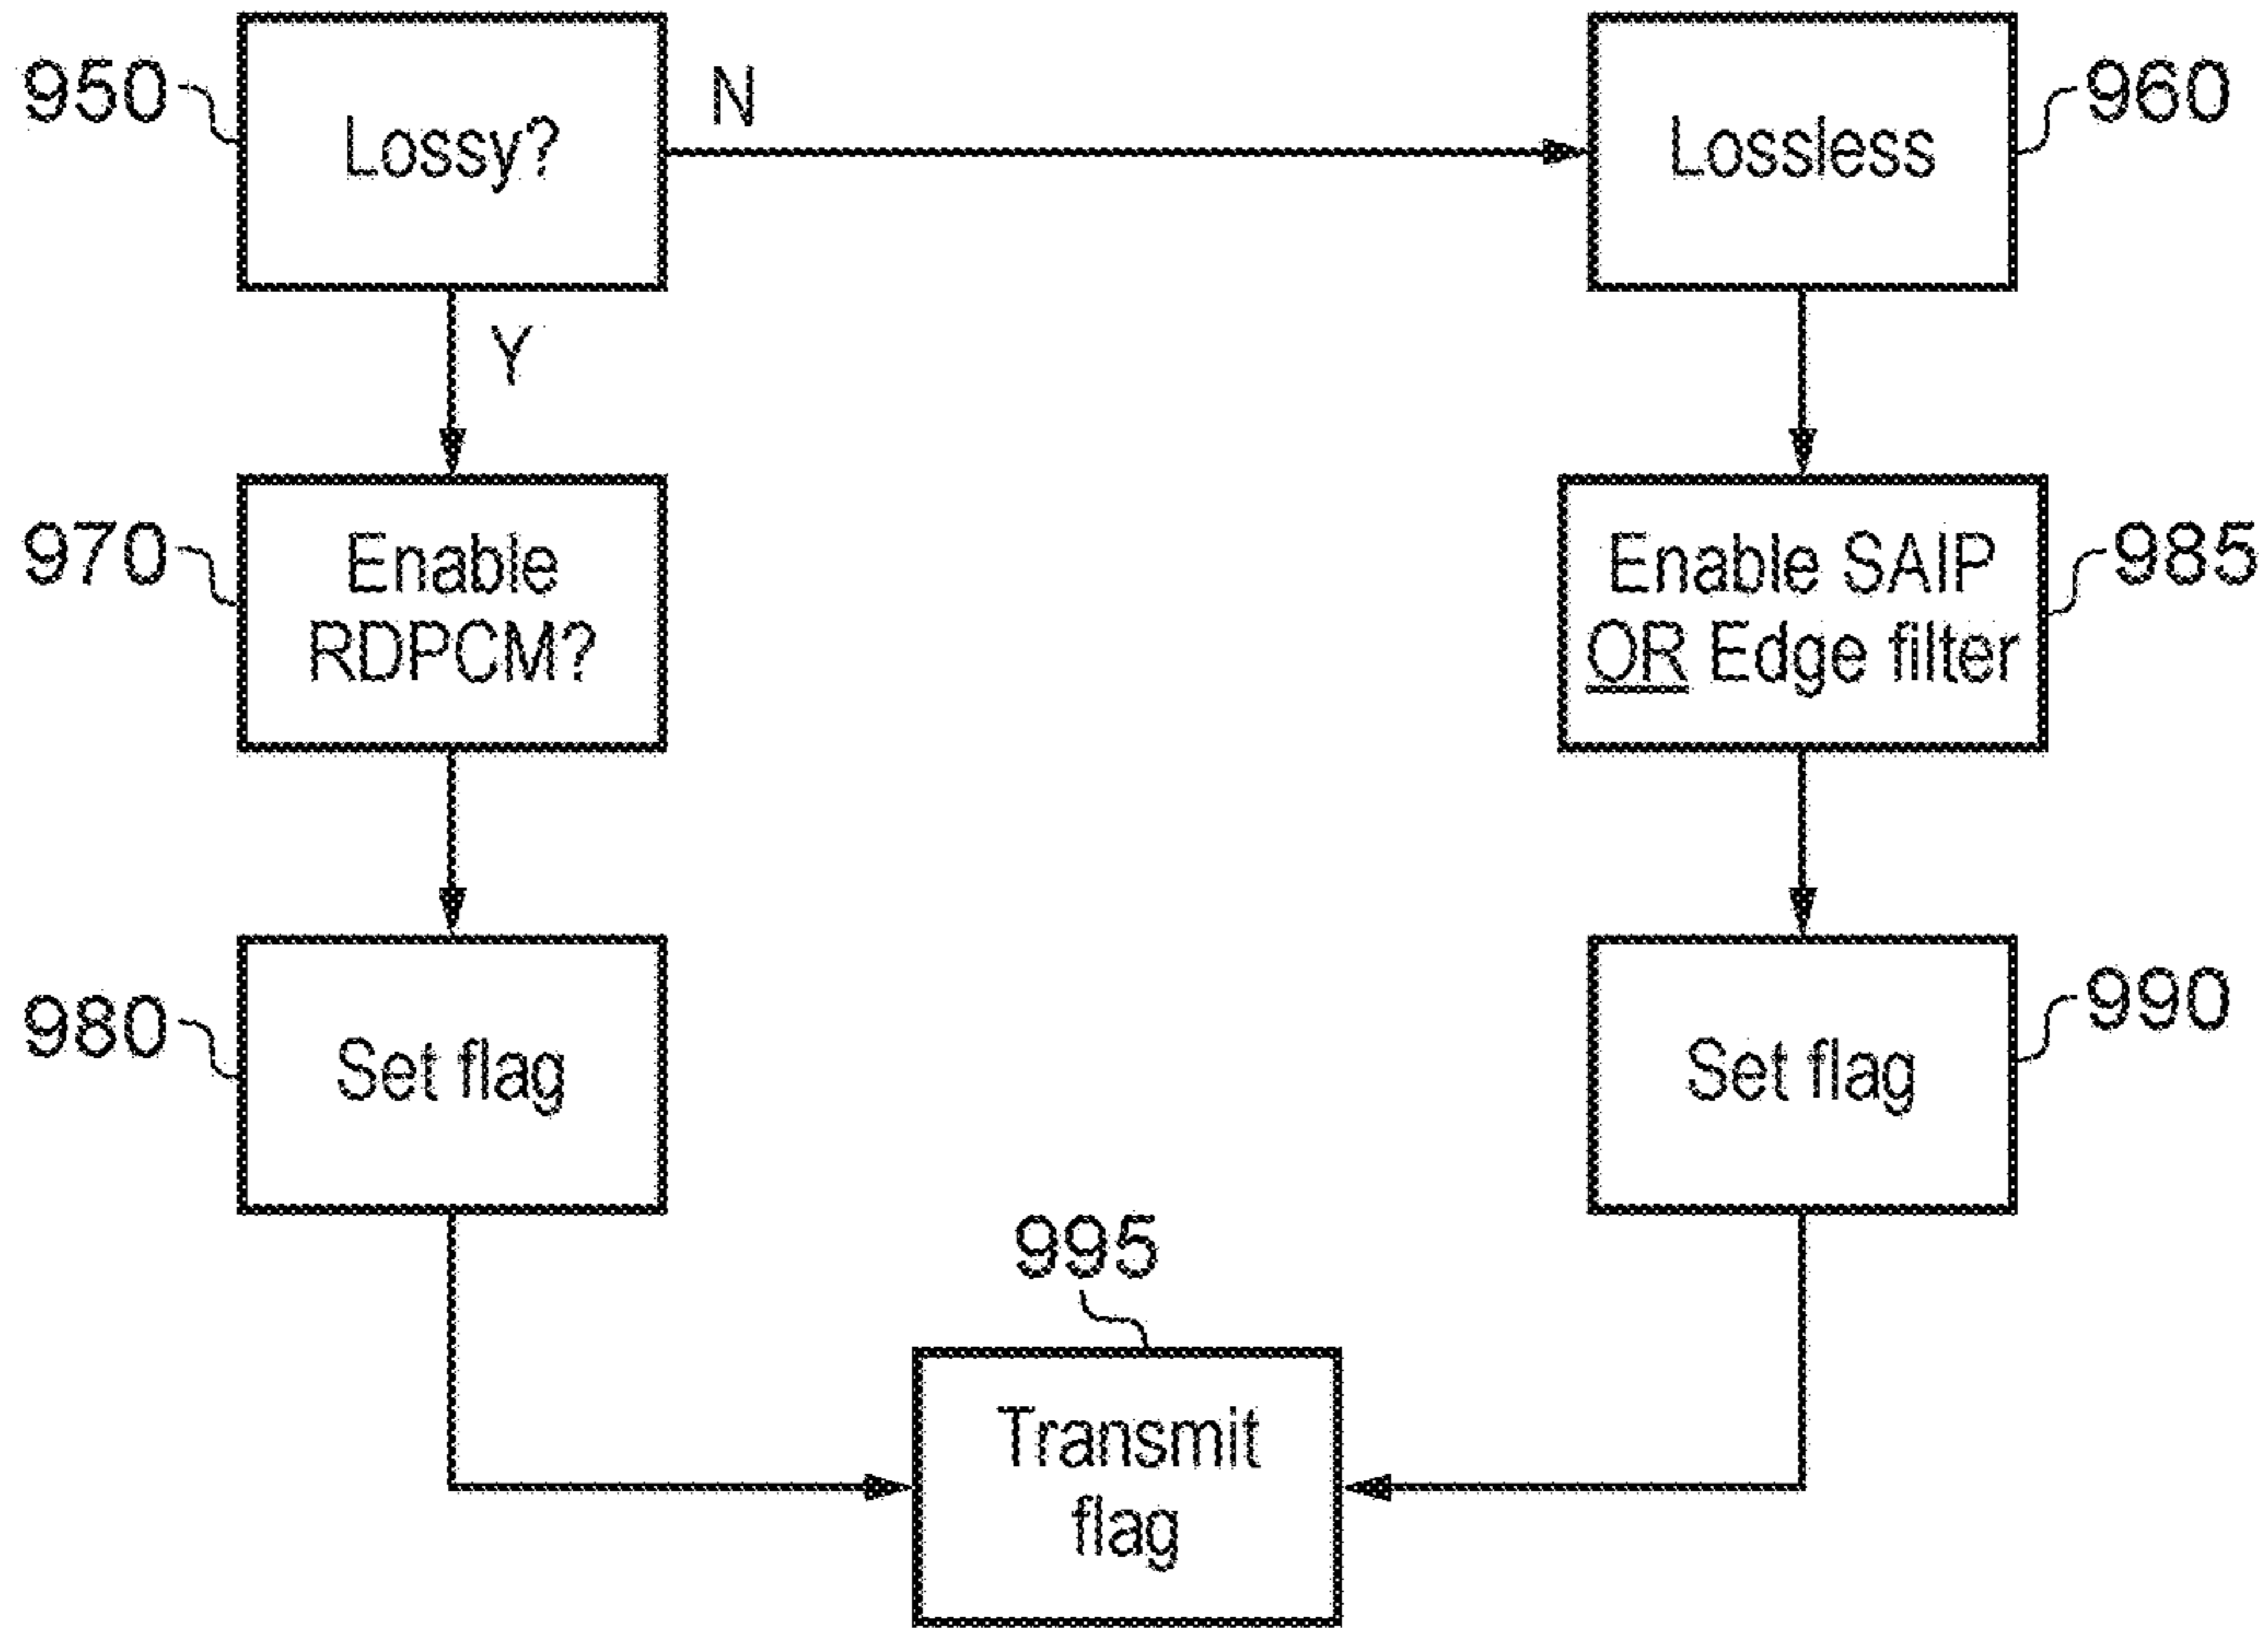 950
Lossy?
N
Lossless
960
Y
970
Enable
RDPCM?
Enable SAIP
OR Edge filter
985
980
Set flag
Set flag
990
995
Transmit
flag